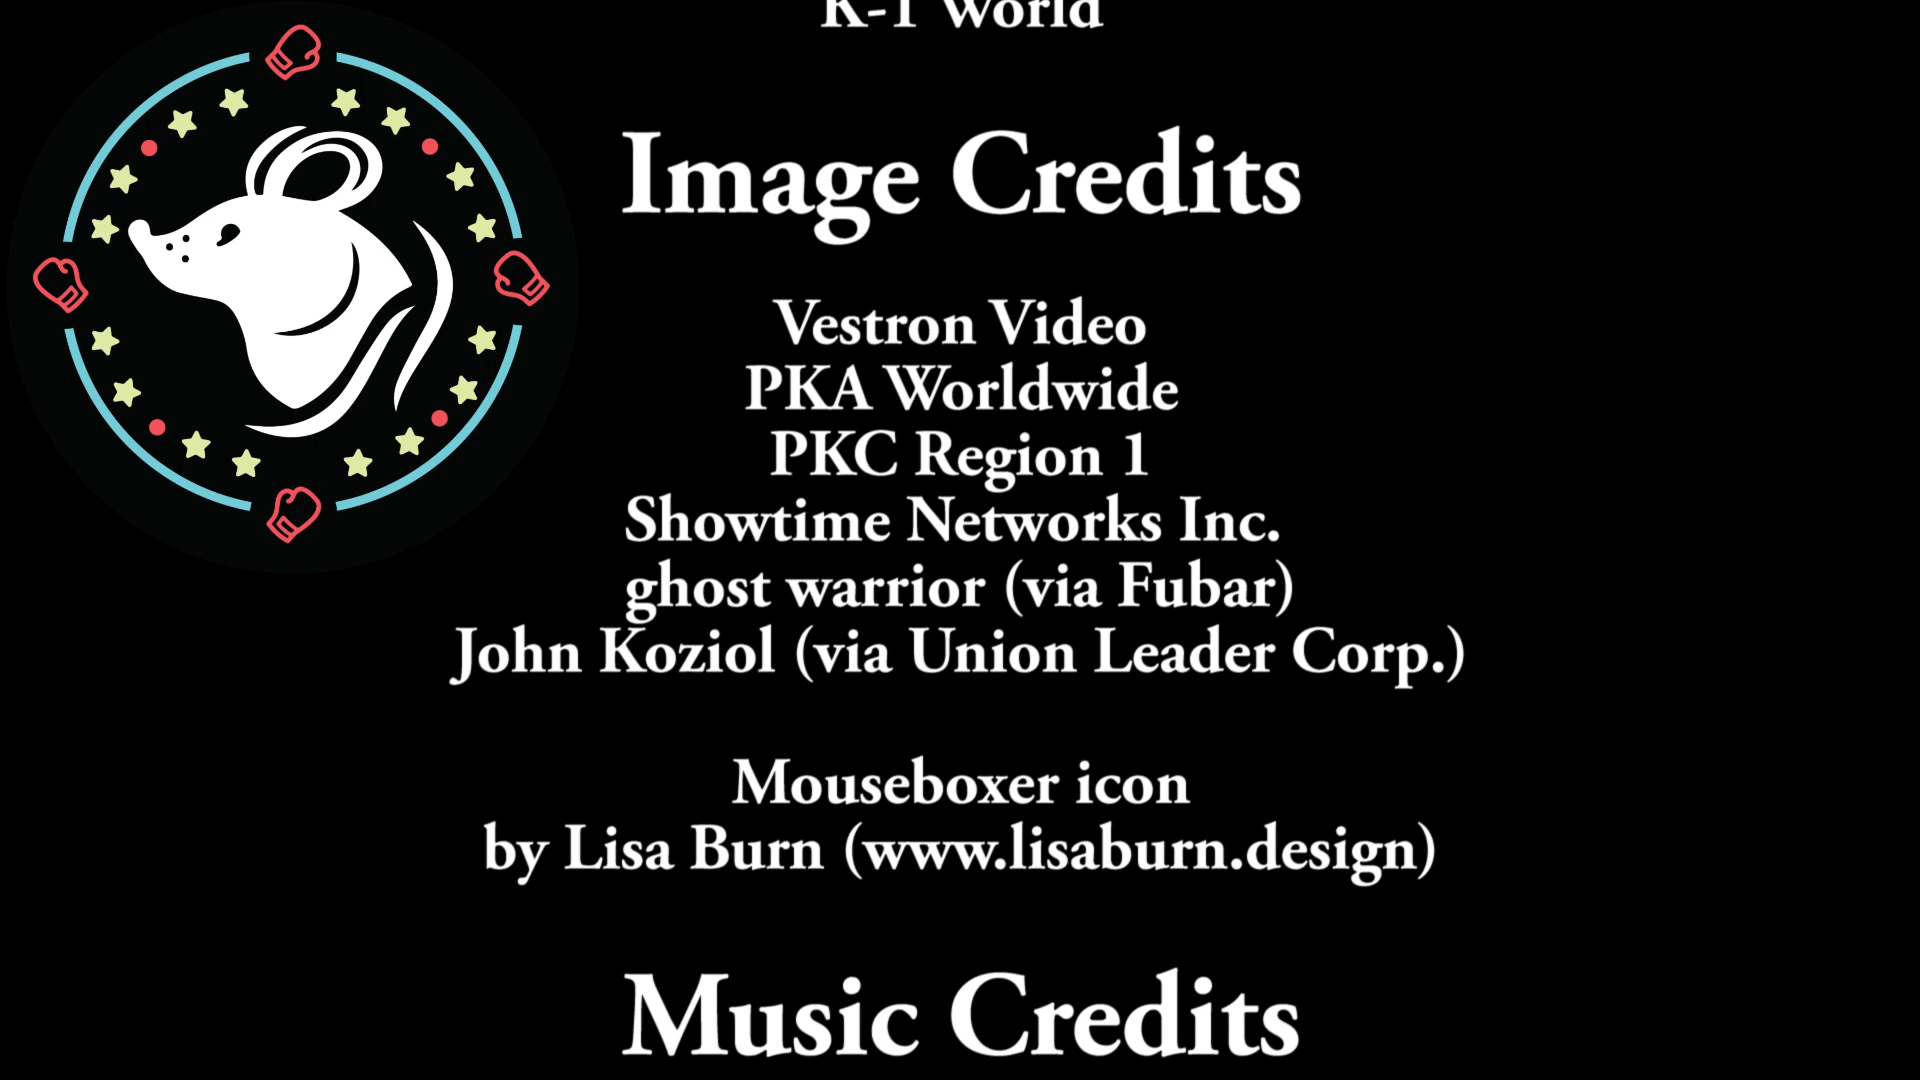 K-1 World
Image Credits
Vestron Video
PKA Worldwide
PKC Region 1
Showtime Networks Inc.
ghost warrior (via Fubar)
John Koziol (via Union Leader Corp.)
Mouseboxer icon
by Lisa Burn (www.lisaburn.design)
Music Credits